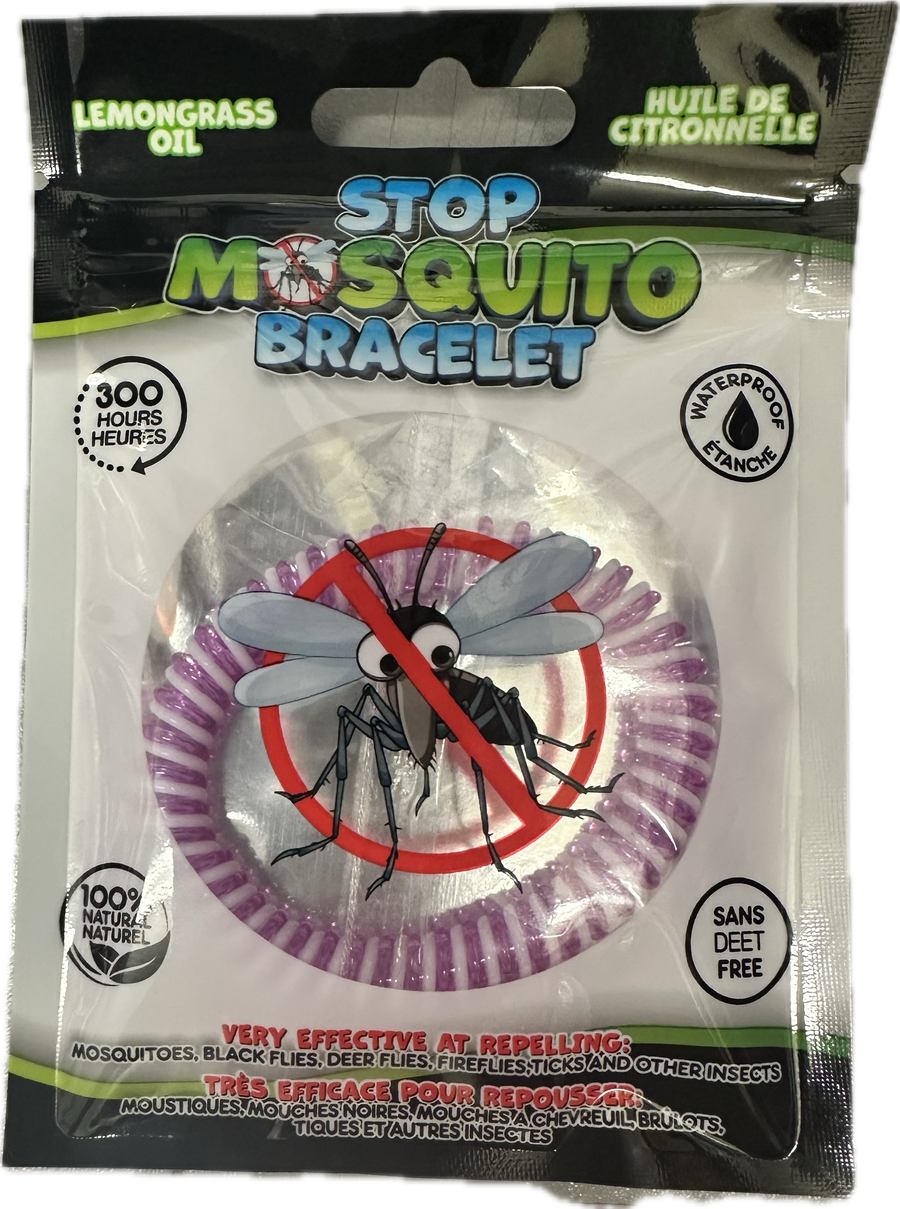 LEMONGRASS
OIL
HUILE DE
CITRONNELLE
STOP
MOSQUITO
BRACELET
300
HOURS
HEURES
WATERPROOF
ÉTANCHE
100%
NATURAL
NATUREL
SANS
DEET
FREE
VERY EFFECTIVE AT REPELLING:
MOSQUITOES, BLACK FLIES, DEER FLIES, FIREFLIES,TICKS AND OTHER INSECTS
TRÈS EFFICACE POUR REPOUSSER:
MOUSTIQUES, MOUCHES NOIRES, MOUCHES A CHEVREUIL, BRÛLOTS,
TIQUES ET AUTRES INSECTES